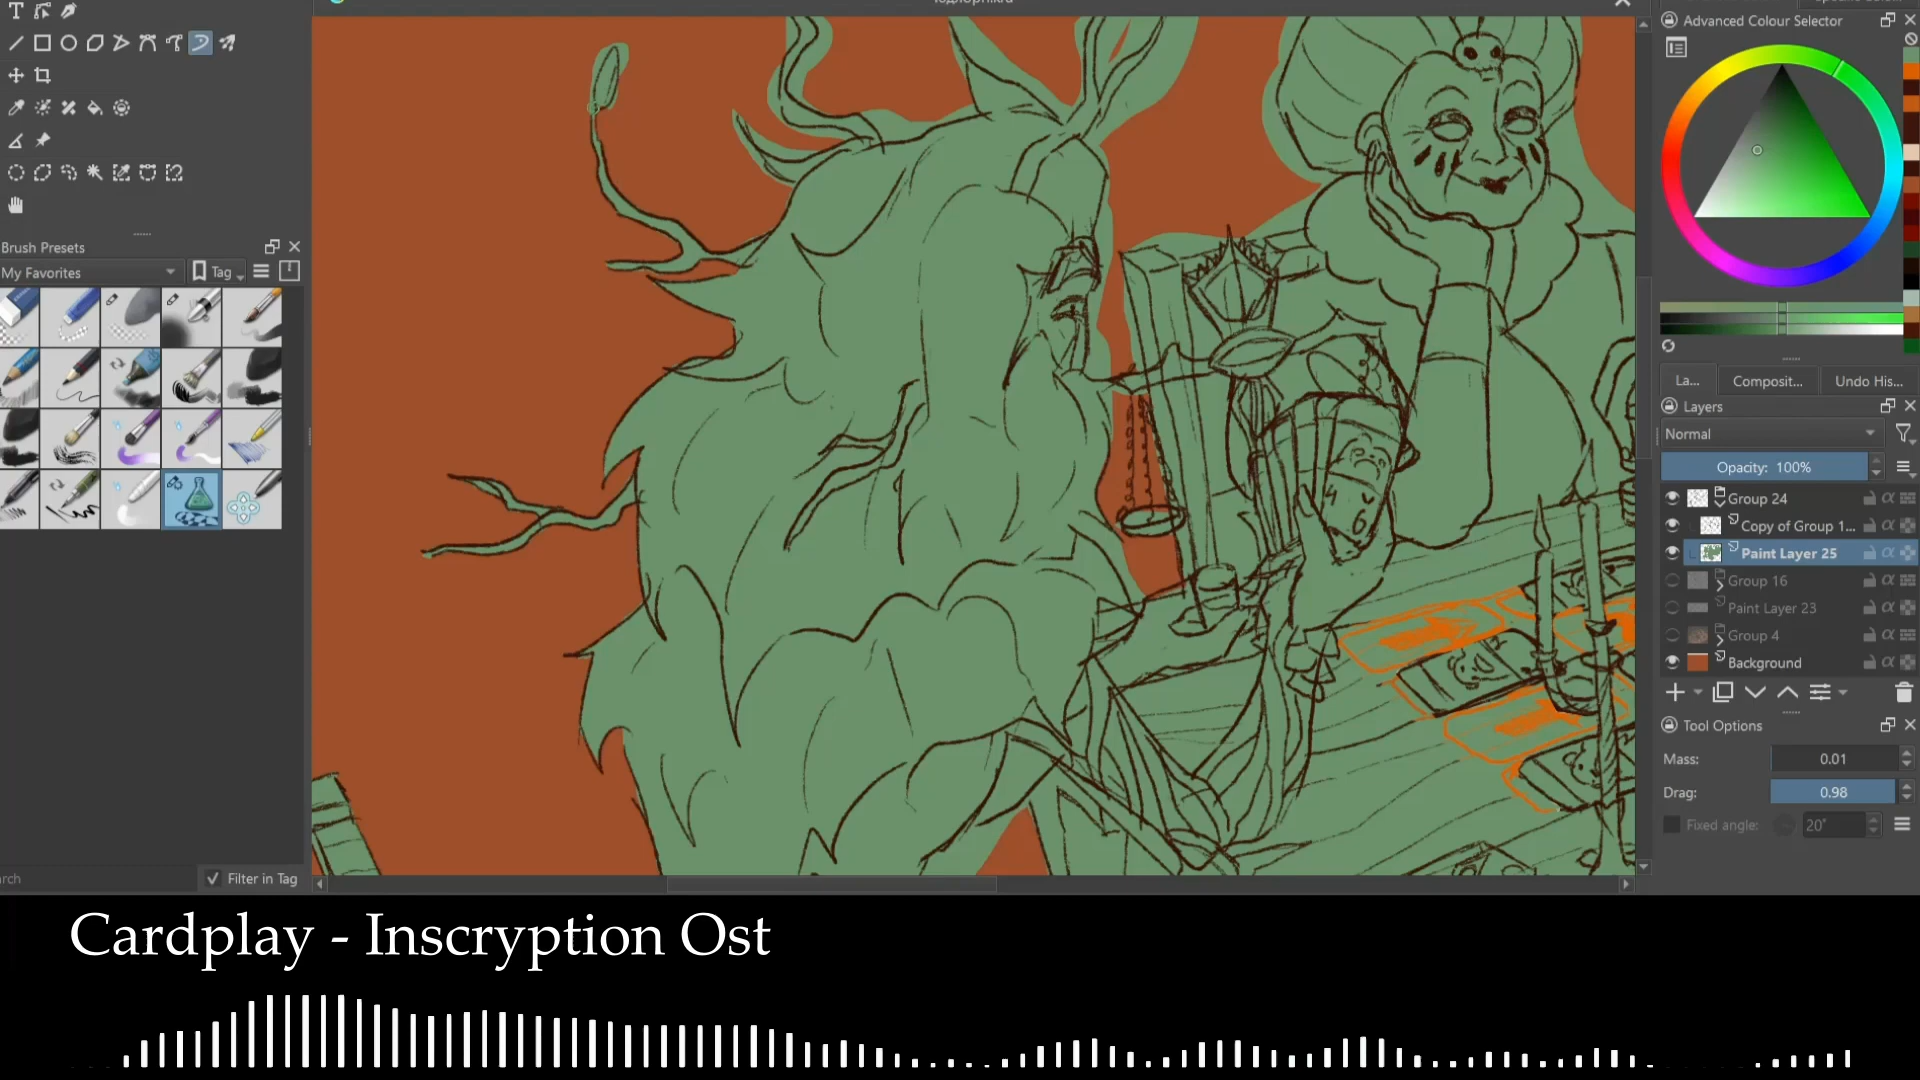 Advanced Colour Selector
Brush Presets
My Favorites
Tag
La...
Composit...
Undo His...
Layers
Normal
Opacity: 100%
Group 24
Copy of Group 1...
Paint Layer 25
Group 16
Paint Layer 23
Group 4
Background
Tool Options
Mass:
0.01
Drag:
0.98
Fixed angle:
20°
6
Filter in Tag
Cardplay - Inscryption Ost